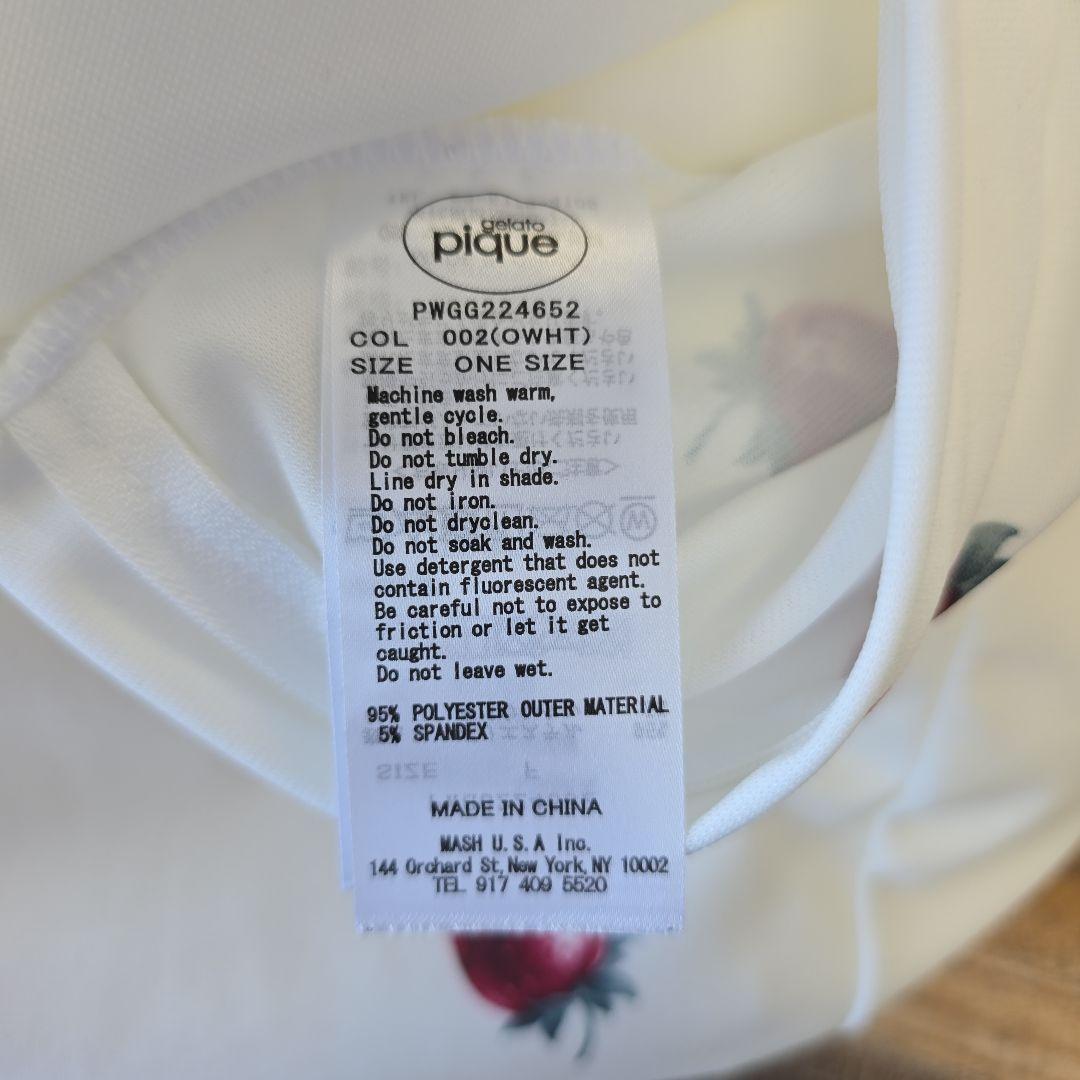 gelato
pique
PWGG224652
COL 002(OWHT)
SIZE ONE SIZE
Machine wash warm,
gentle cycle.
Do not bleach.
Do not tumble dry.
Line dry in shade.
Do not iron.
Do not dryclean.
Do not soak and wash.
Use detergent that does not
contain fluorescent agent.
Be careful not to expose to
friction or let it get
caught.
Do not leave wet.
95% POLYESTER OUTER MATERIAL
5% SPANDEX
SIZE F
MADE IN CHINA
MASH U.S.A Inc.
144 Orchard St, New York, NY 10002
TEL 917 409 5520